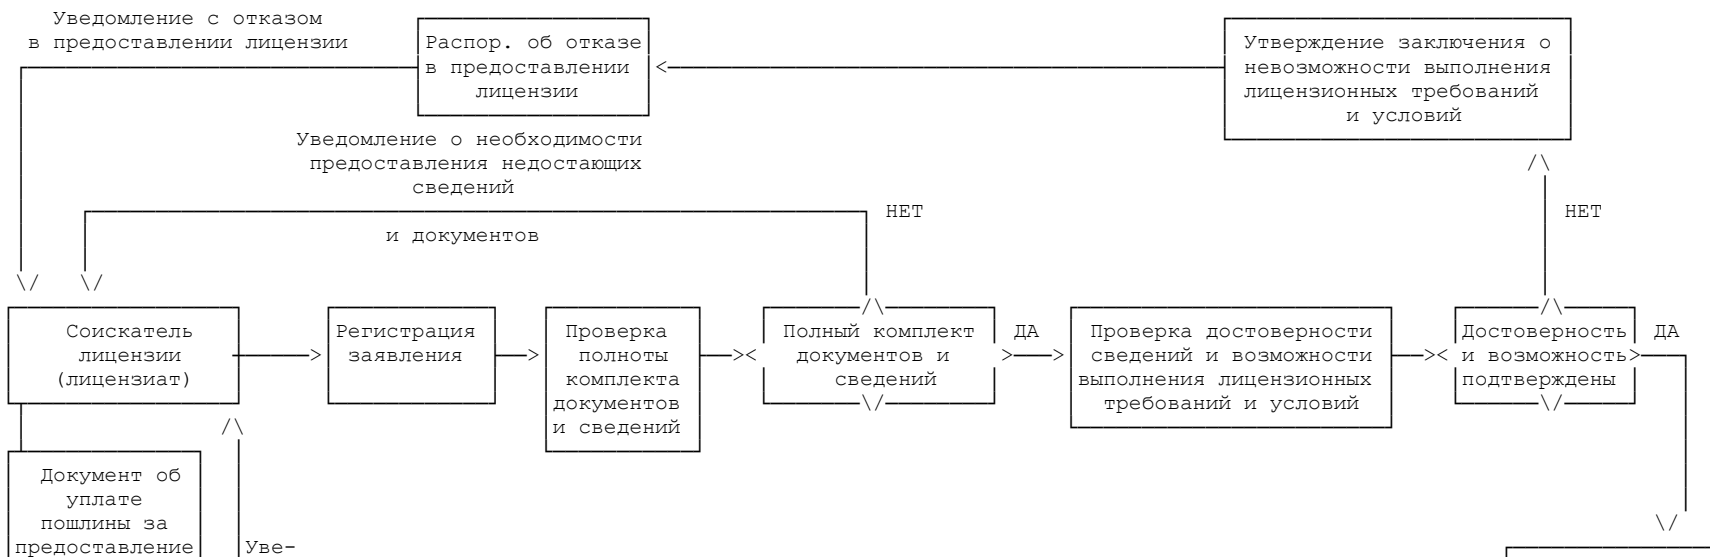 Уведомление с отказом
в предоставлении лицензии
Распор. об отказе
в предоставлении
лицензии
Утверждение заключения о
невозможности выполнения
лицензионных требований
и условий
Уведомление о необходимости
предоставления недостающих
сведений
и документов
НЕТ
НЕТ
Соискатель
лицензии
(лицензиат)
Регистрация
заявления
Проверка
полноты
комплекта
документов
и сведений
Полный комплект
документов и
сведений
ДА
Проверка достоверности
сведений и возможности
выполнения лицензионных
требований и условий
Достоверность
и возможность
подтверждены
ДА
Документ об
уплате
пошлины за
предоставление
Уве-